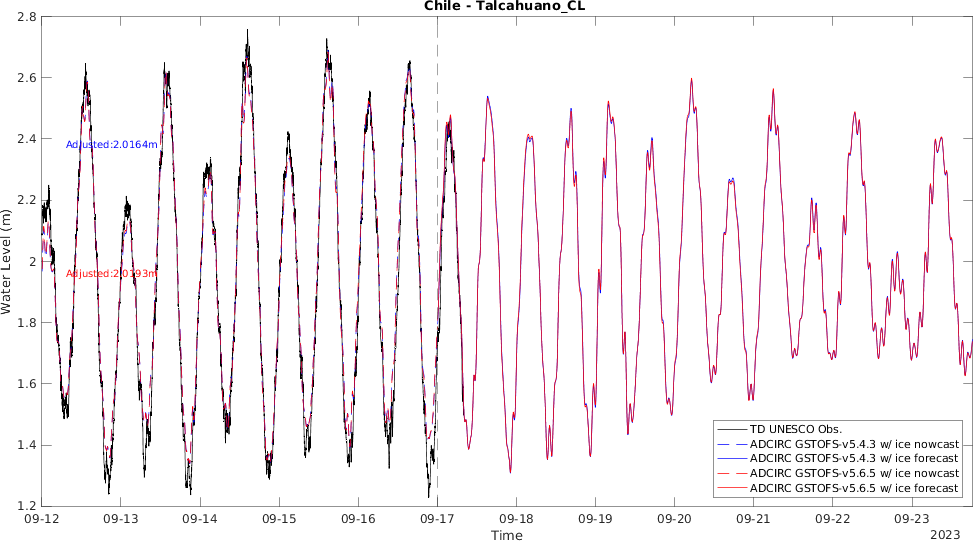 Chile - Talcahuano_CL
2.8
2.6
2.4
2.2
2
1.8
1.6
1.4
1.2
Water Level (m)
Adjusted:2.0164m
Adjusted:2.0193m
TD UNESCO Obs.
ADCIRC GSTOFS-v5.4.3 w/ ice nowcast
ADCIRC GSTOFS-v5.4.3 w/ ice forecast
ADCIRC GSTOFS-v5.6.5 w/ ice nowcast
ADCIRC GSTOFS-v5.6.5 w/ ice forecast
09-12 09-13 09-14 09-15 09-16 09-17 09-18 09-19 09-20 09-21 09-22 09-23
Time
2023